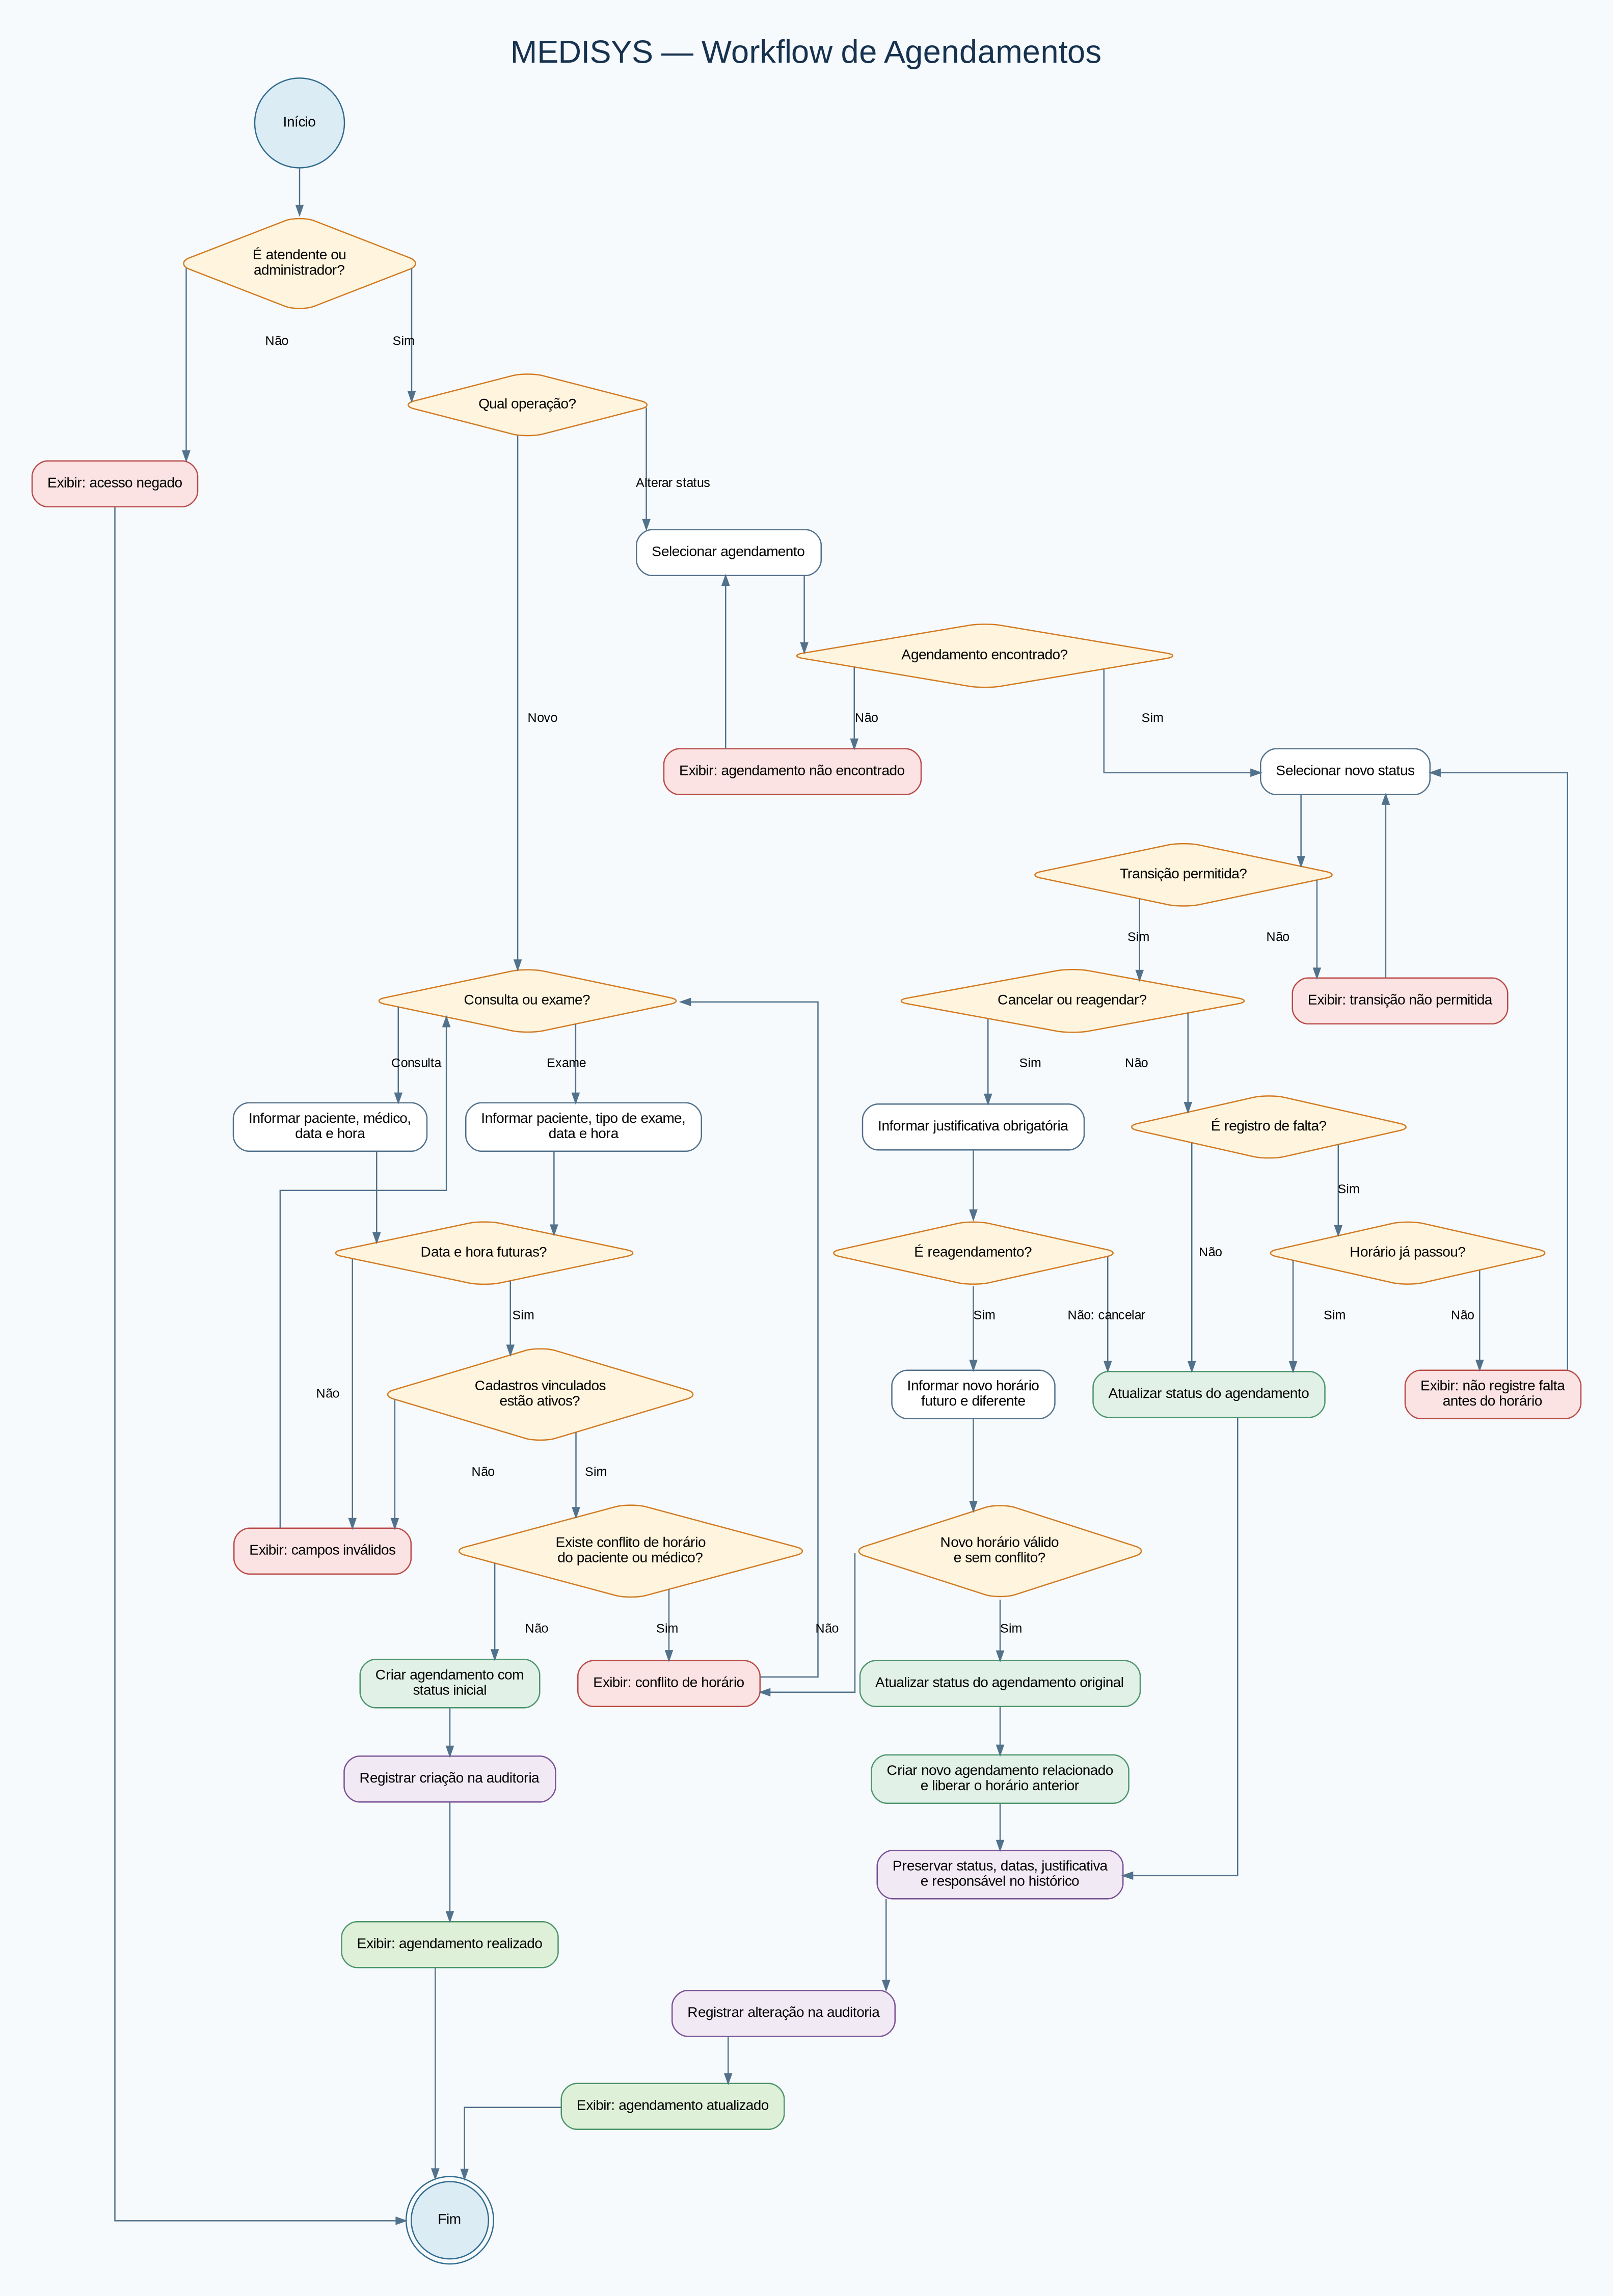 MEDISYS — Workflow de Agendamentos
Início
É atendente ou
administrador?
Não
Sim
Qual operação?
Exibir: acesso negado
Alterar status
Selecionar agendamento
Agendamento encontrado?
Novo
Não
Sim
Exibir: agendamento não encontrado
Selecionar novo status
Transição permitida?
Sim
Não
Consulta ou exame?
Cancelar ou reagendar?
Exibir: transição não permitida
Consulta
Exame
Sim
Não
Informar paciente, médico,
data e hora
Informar paciente, tipo de exame,
data e hora
Informar justificativa obrigatória
É registro de falta?
Sim
Data e hora futuras?
É reagendamento?
Não
Horário já passou?
Sim
Sim
Não: cancelar
Sim
Não
Não
Cadastros vinculados
estão ativos?
Informar novo horário
futuro e diferente
Atualizar status do agendamento
Exibir: não registre falta
antes do horário
Não
Sim
Exibir: campos inválidos
Existe conflito de horário
do paciente ou médico?
Novo horário válido
e sem conflito?
Não
Sim
Não
Sim
Criar agendamento com
status inicial
Exibir: conflito de horário
Atualizar status do agendamento original
Registrar criação na auditoria
Criar novo agendamento relacionado
e liberar o horário anterior
Preservar status, datas, justificativa
e responsável no histórico
Exibir: agendamento realizado
Registrar alteração na auditoria
Exibir: agendamento atualizado
Fim